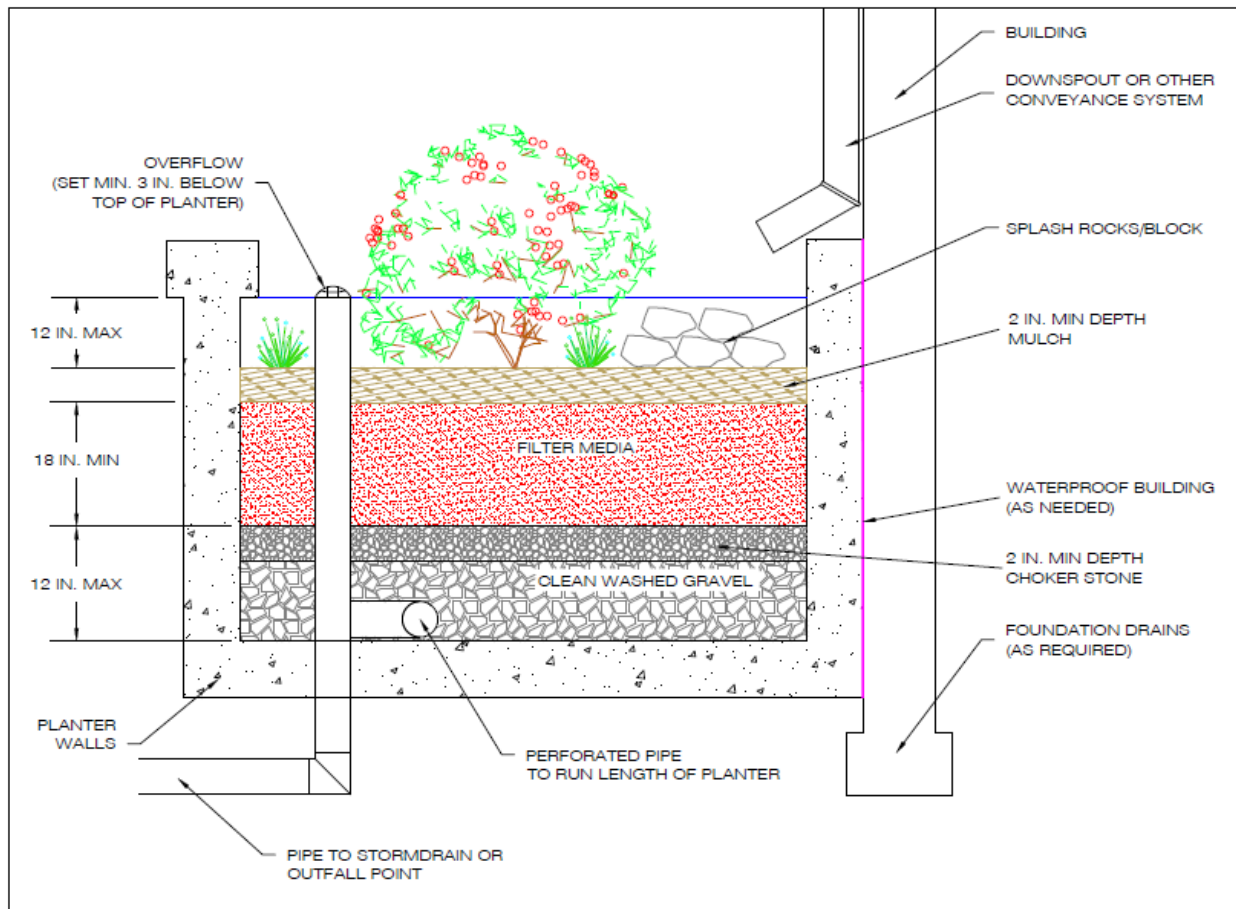 BUILDING
DOWNSPOUT OR OTHER
CONVEYANCE SYSTEM
OVERFLOW
(SET MIN. 3 IN. BELOW
TOP OF PLANTER)
SPLASH ROCKS/BLOCK
12 IN. MAX
2 IN. MIN DEPTH
MULCH
FILTER MEDIA
18 IN. MIN
WATERPROOF BUILDING
(AS NEEDED)
2 IN. MIN DEPTH
CHOKER STONE
12 IN. MAX
CLEAN WASHED GRAVEL
FOUNDATION DRAINS
(AS REQUIRED)
PLANTER
WALLS
PERFORATED PIPE
TO RUN LENGTH OF PLANTER
PIPE TO STORMDRAIN OR
OUTFALL POINT